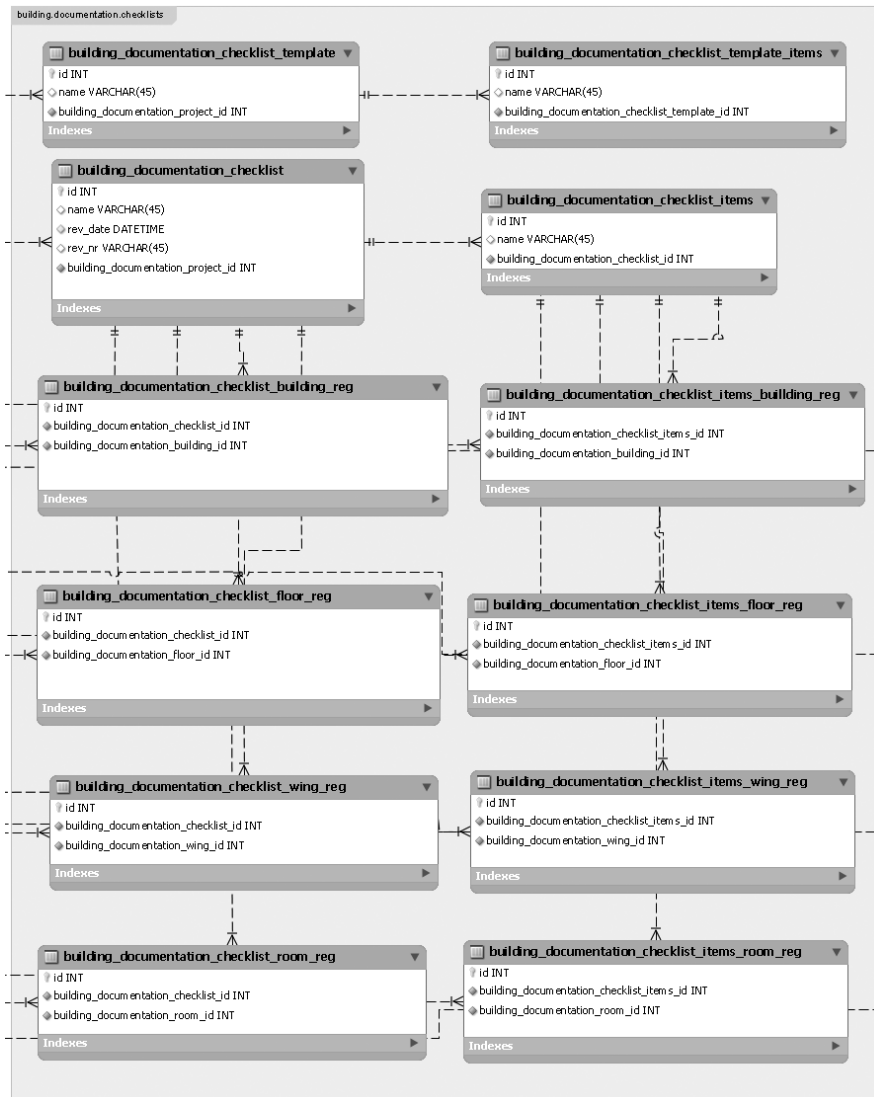 building.documentation.checklists
building_documentation_checklist_template
id INT
name VARCHAR(45)
building_documentation_project_id INT
Indexes
building_documentation_checklist_template_items
id INT
name VARCHAR(45)
building_documentation_checklist_template_id INT
Indexes
building_documentation_checklist
id INT
name VARCHAR(45)
rev_date DATETIME
rev_nr VARCHAR(45)
building_documentation_project_id INT
Indexes
building_documentation_checklist_items
id INT
name VARCHAR(45)
building_documentation_checklist_id INT
Indexes
building_documentation_checklist_building_reg
id INT
building_documentation_checklist_id INT
building_documentation_building_id INT
Indexes
building_documentation_checklist_items_buillding_reg
id INT
building_documentation_checklist_items_id INT
building_documentation_building_id INT
Indexes
building_documentation_checklist_floor_reg
id INT
building_documentation_checklist_id INT
building_documentation_floor_id INT
Indexes
building_documentation_checklist_items_floor_reg
id INT
building_documentation_checklist_items_id INT
building_documentation_floor_id INT
Indexes
building_documentation_checklist_wing_reg
id INT
building_documentation_checklist_id INT
building_documentation_wing_id INT
Indexes
building_documentation_checklist_items_wing_reg
id INT
building_documentation_checklist_items_id INT
building_documentation_wing_id INT
Indexes
building_documentation_checklist_room_reg
id INT
building_documentation_checklist_id INT
building_documentation_room_id INT
Indexes
building_documentation_checklist_items_room_reg
id INT
building_documentation_checklist_items_id INT
building_documentation_room_id INT
Indexes